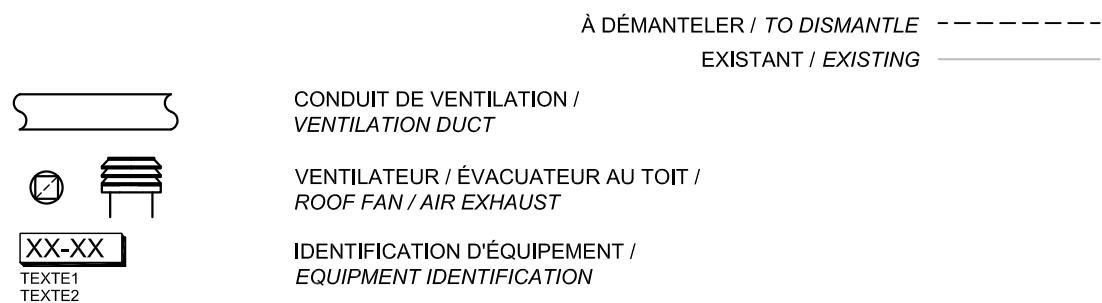 À DÉMANTELER / TO DISMANTLE
EXISTANT / EXISTING
CONDUIT DE VENTILATION /
VENTILATION DUCT
VENTILATEUR / ÉVACUATEUR AU TOIT /
ROOF FAN / AIR EXHAUST
XX-XX
TEXTE1
TEXTE2
IDENTIFICATION D'ÉQUIPEMENT /
EQUIPMENT IDENTIFICATION